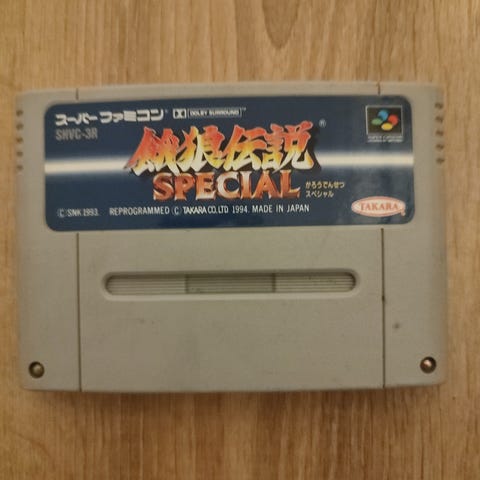 スーパーファミコン DOLBY SURROUND
SHVC-3R
餓狼伝説®
SPECIAL
がろうでんせつ
スペシャル
TAKARA
Ⓒ SNK 1993. REPROGRAMMED Ⓒ TAKARA CO.,LTD 1994. MADE IN JAPAN